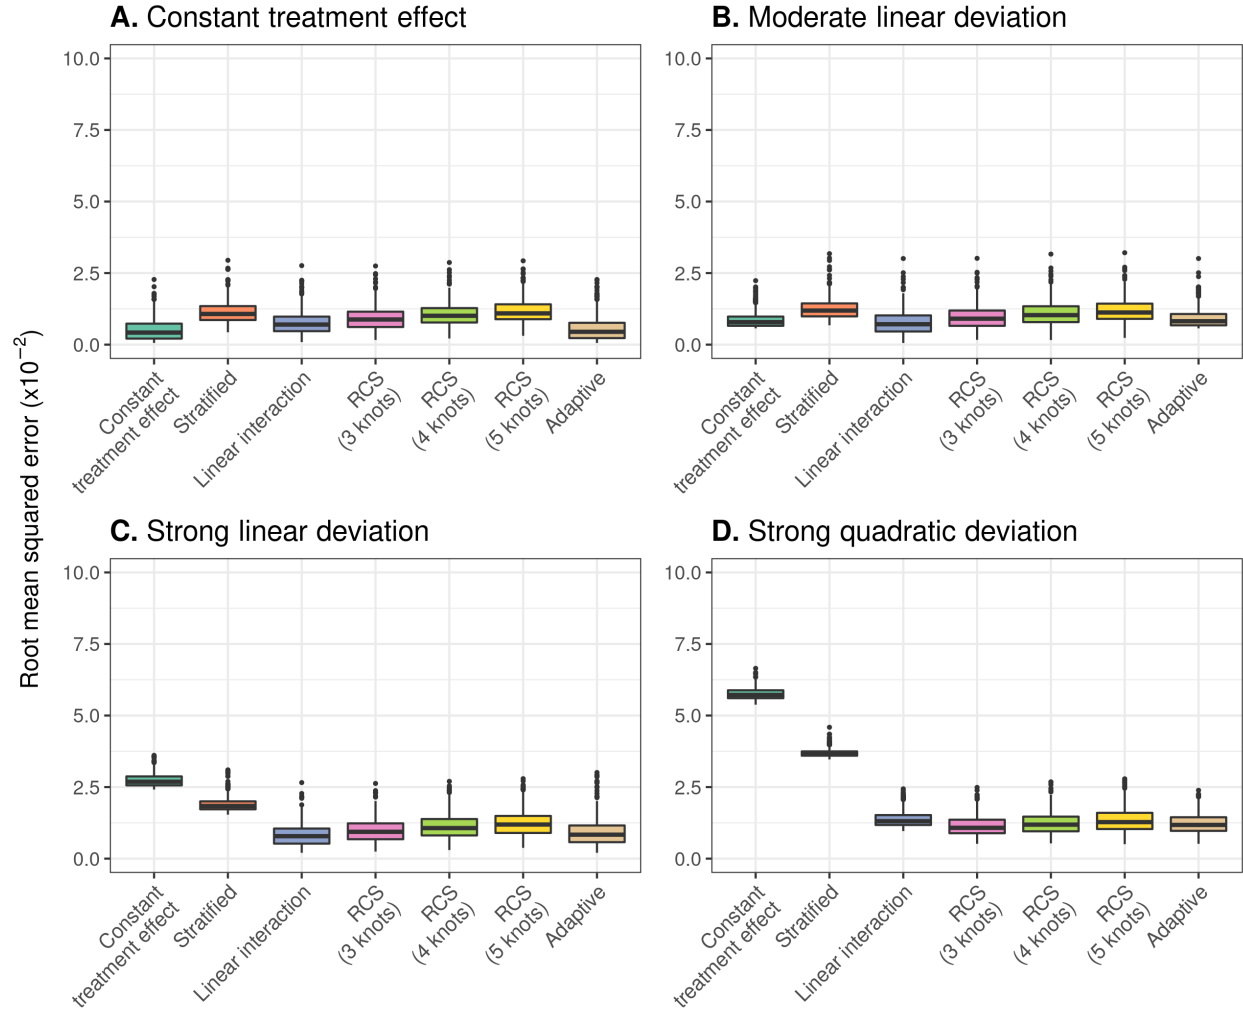 A. Constant treatment effect
10.0
7.5
5.0
2.5
0.0
Constant
treatment effect
Stratified
Linear interaction
RCS
(3 knots)
RCS
(4 knots)
RCS
(5 knots)
Adaptive
B. Moderate linear deviation
10.0
7.5
5.0
2.5
0.0
Constant
treatment effect
Stratified
Linear interaction
RCS
(3 knots)
RCS
(4 knots)
RCS
(5 knots)
Adaptive
Root mean squared error (x10⁻²)
C. Strong linear deviation
10.0
7.5
5.0
2.5
0.0
Constant
treatment effect
Stratified
Linear interaction
RCS
(3 knots)
RCS
(4 knots)
RCS
(5 knots)
Adaptive
D. Strong quadratic deviation
10.0
7.5
5.0
2.5
0.0
Constant
treatment effect
Stratified
Linear interaction
RCS
(3 knots)
RCS
(4 knots)
RCS
(5 knots)
Adaptive